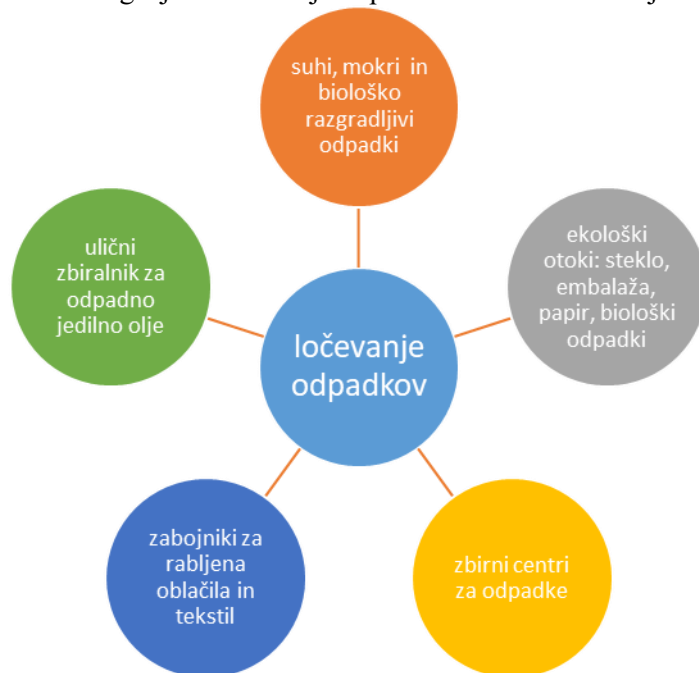 suhi, mokri in
biološko
razgradljivi
odpadki
ekološki
otoki: steklo,
embalaža,
papir, biološki
odpadki
ulični
zbiralnik za
odpadno
jedilno olje
ločevanje
odpadkov
zabojniki za
rabljena
oblačila in
tekstil
zbirni centri
za odpadke